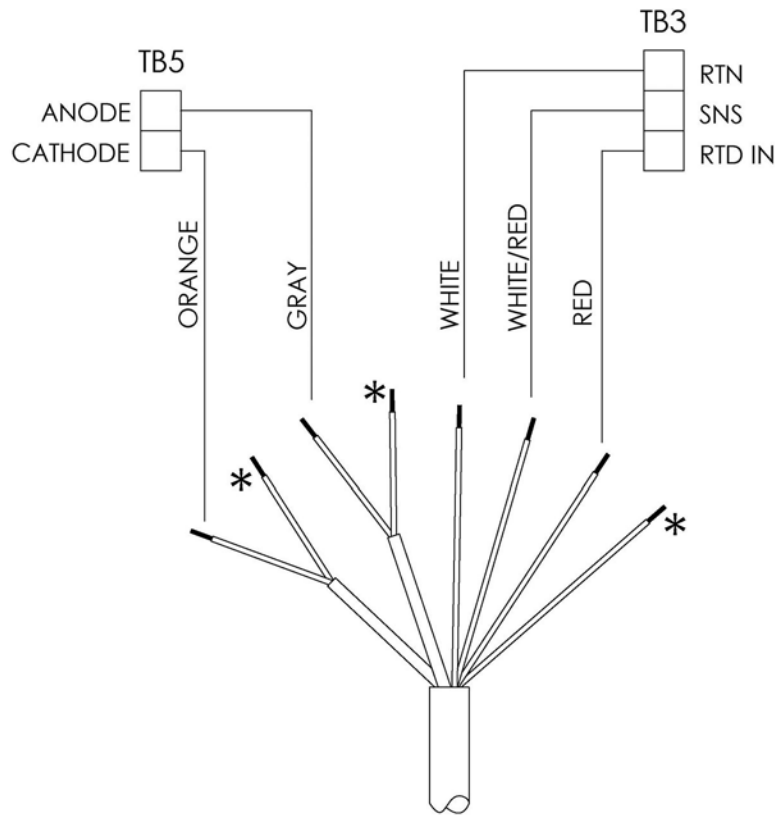 TB3
TB5
RTN
ANODE
SNS
CATHODE
RTD IN
ORANGE
GRAY
WHITE
WHITE/RED
RED
*
*
*